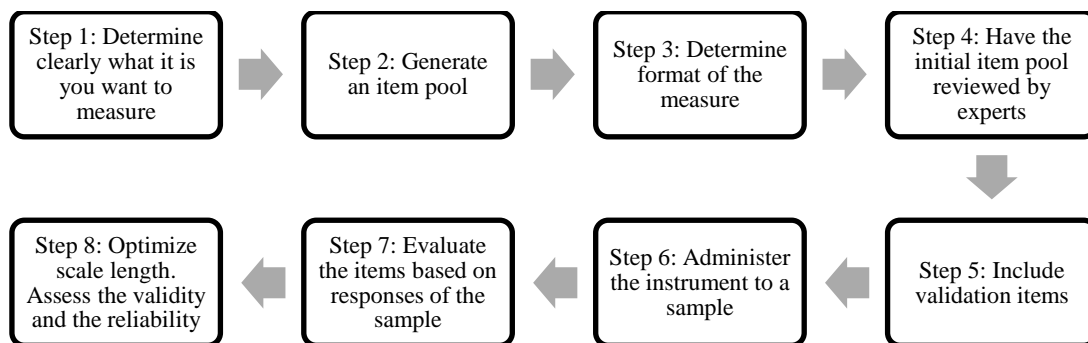 Step 1: Determine
clearly what it is
you want to
measure
Step 2: Generate
an item pool
Step 3: Determine
format of the
measure
Step 4: Have the
initial item pool
reviewed by
experts
Step 5: Include
validation items
Step 6: Administer
the instrument to a
sample
Step 7: Evaluate
the items based on
responses of the
sample
Step 8: Optimize
scale length.
Assess the validity
and the reliability